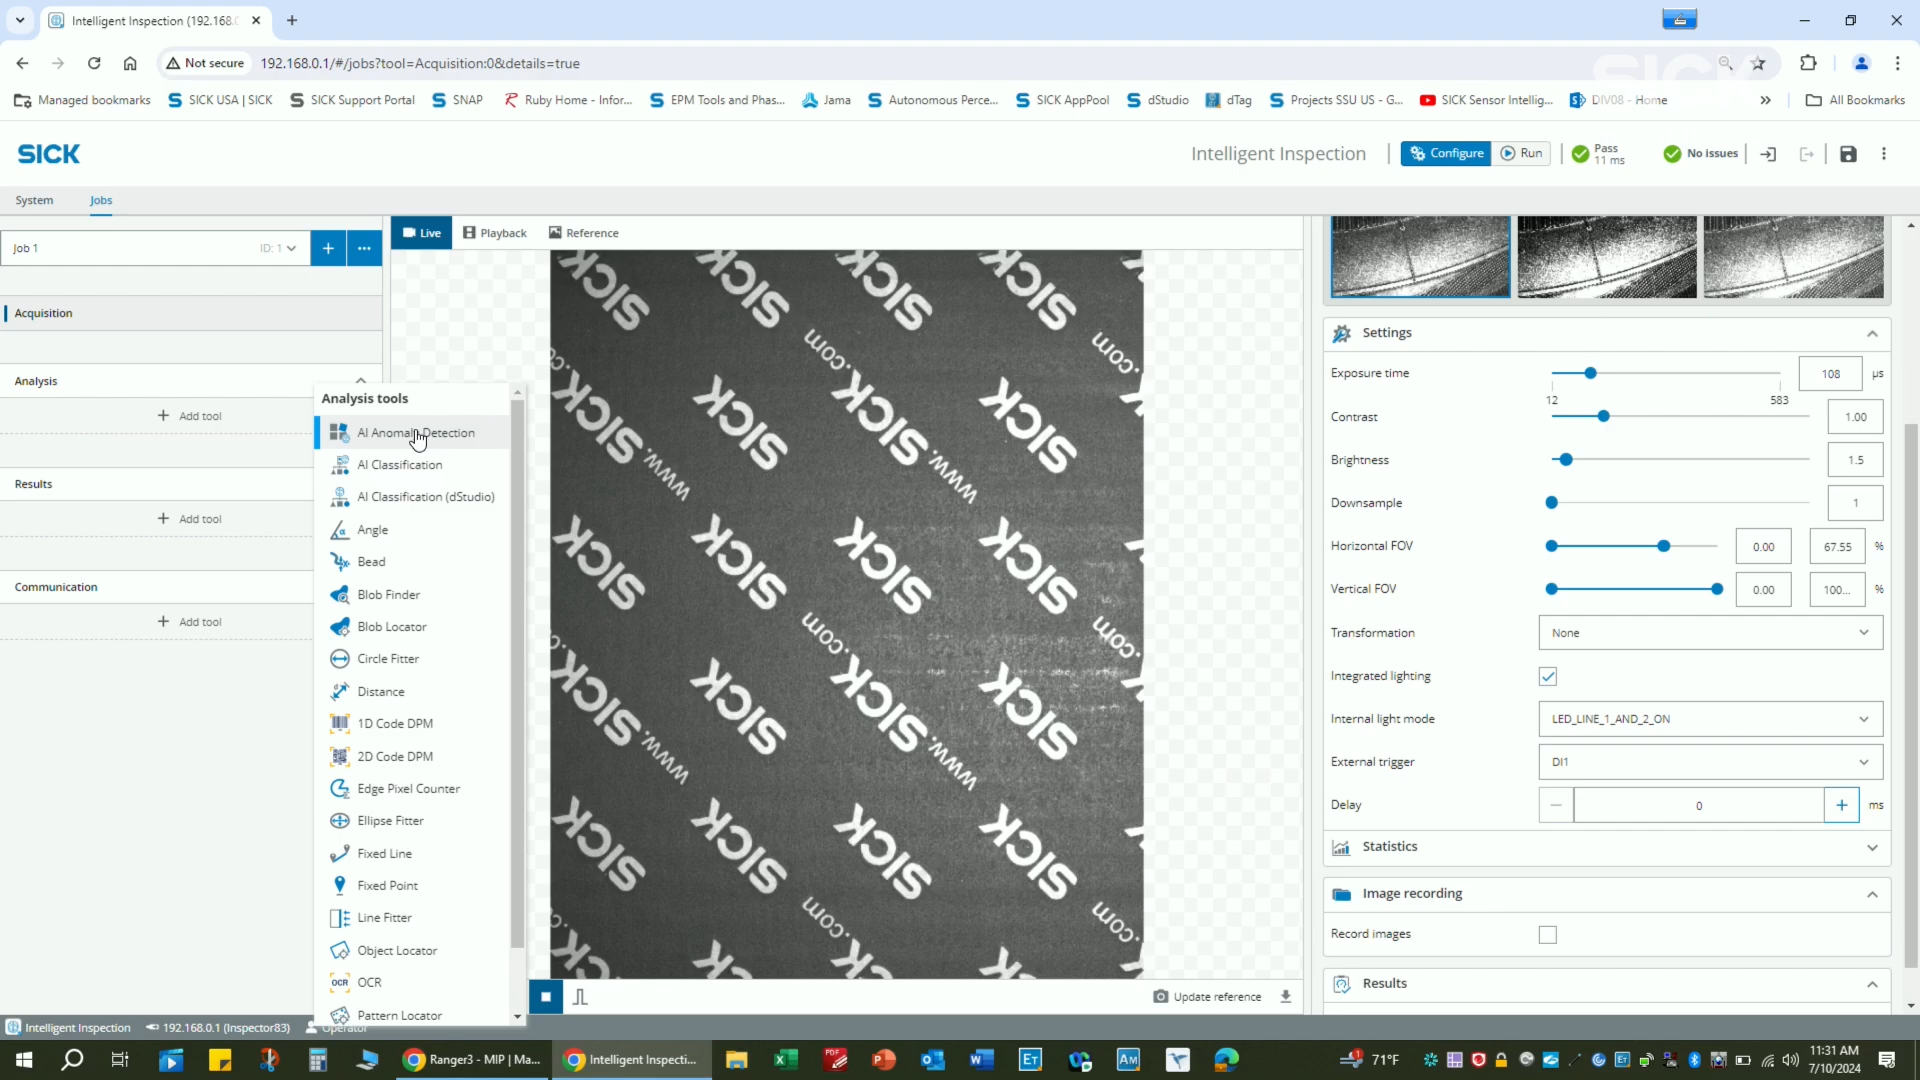 Intelligent Inspection (192.168.
Not secure
192.168.0.1/#/jobs?tool=Acquisition:0&details=true
Managed bookmarks
SICK USA | SICK
SICK Support Portal
SNAP
Ruby Home - Infor...
EPM Tools and Phas...
Jama
Autonomous Perce...
SICK AppPool
dStudio
dTag
Projects SSU US - G...
SICK Sensor Intellig...
DIV08 - Home
»
All Bookmarks
SICK
Intelligent Inspection
Configure
Run
Pass
11 ms
No issues
System
Jobs
Job 1
ID: 1
Acquisition
Analysis
Add tool
Results
Add tool
Communication
Add tool
Analysis tools
AI Anomaly Detection
AI Classification
AI Classification (dStudio)
Angle
Bead
Blob Finder
Blob Locator
Circle Fitter
Distance
1D Code DPM
2D Code DPM
Edge Pixel Counter
Ellipse Fitter
Fixed Line
Fixed Point
Line Fitter
Object Locator
OCR
Pattern Locator
Live
Playback
Reference
SICK SICK SICK SICK
www.sick.com
Update reference
Settings
Exposure time
108
µs
12
583
Contrast
1.00
Brightness
1.5
Downsample
1
Horizontal FOV
0.00
67.55
%
Vertical FOV
0.00
100...
%
Transformation
None
Integrated lighting
Internal light mode
LED_LINE_1_AND_2_ON
External trigger
DI1
Delay
0
ms
Statistics
Image recording
Record images
Results
Intelligent Inspection
192.168.0.1 (Inspector83)
Operator
Ranger3 - MIP | Ma...
Intelligent Inspecti...
71°F
11:31 AM
7/10/2024